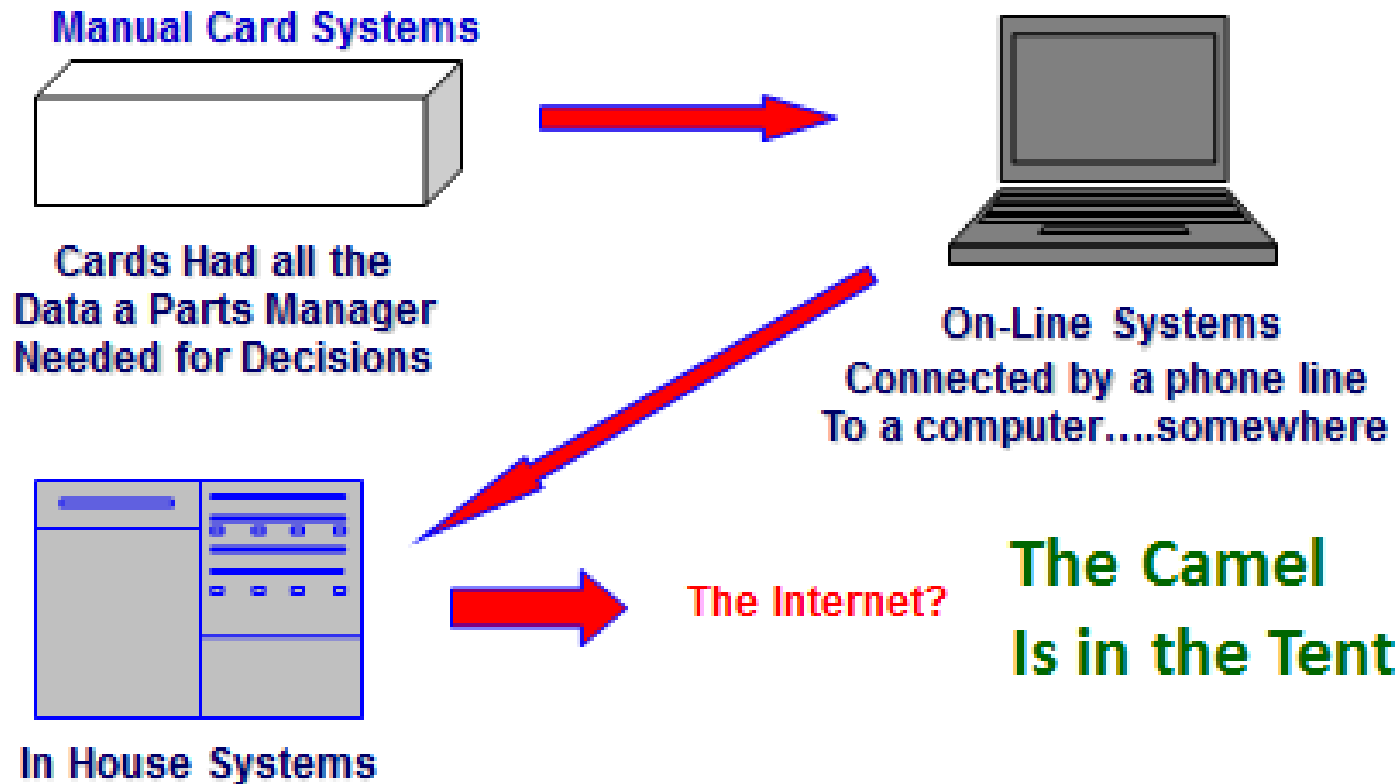 Manual Card Systems
Cards Had all the
Data a Parts Manager
Needed for Decisions
On-Line Systems
Connected by a phone line
To a computer....somewhere
In House Systems
The Internet?
The Camel
Is in the Tent